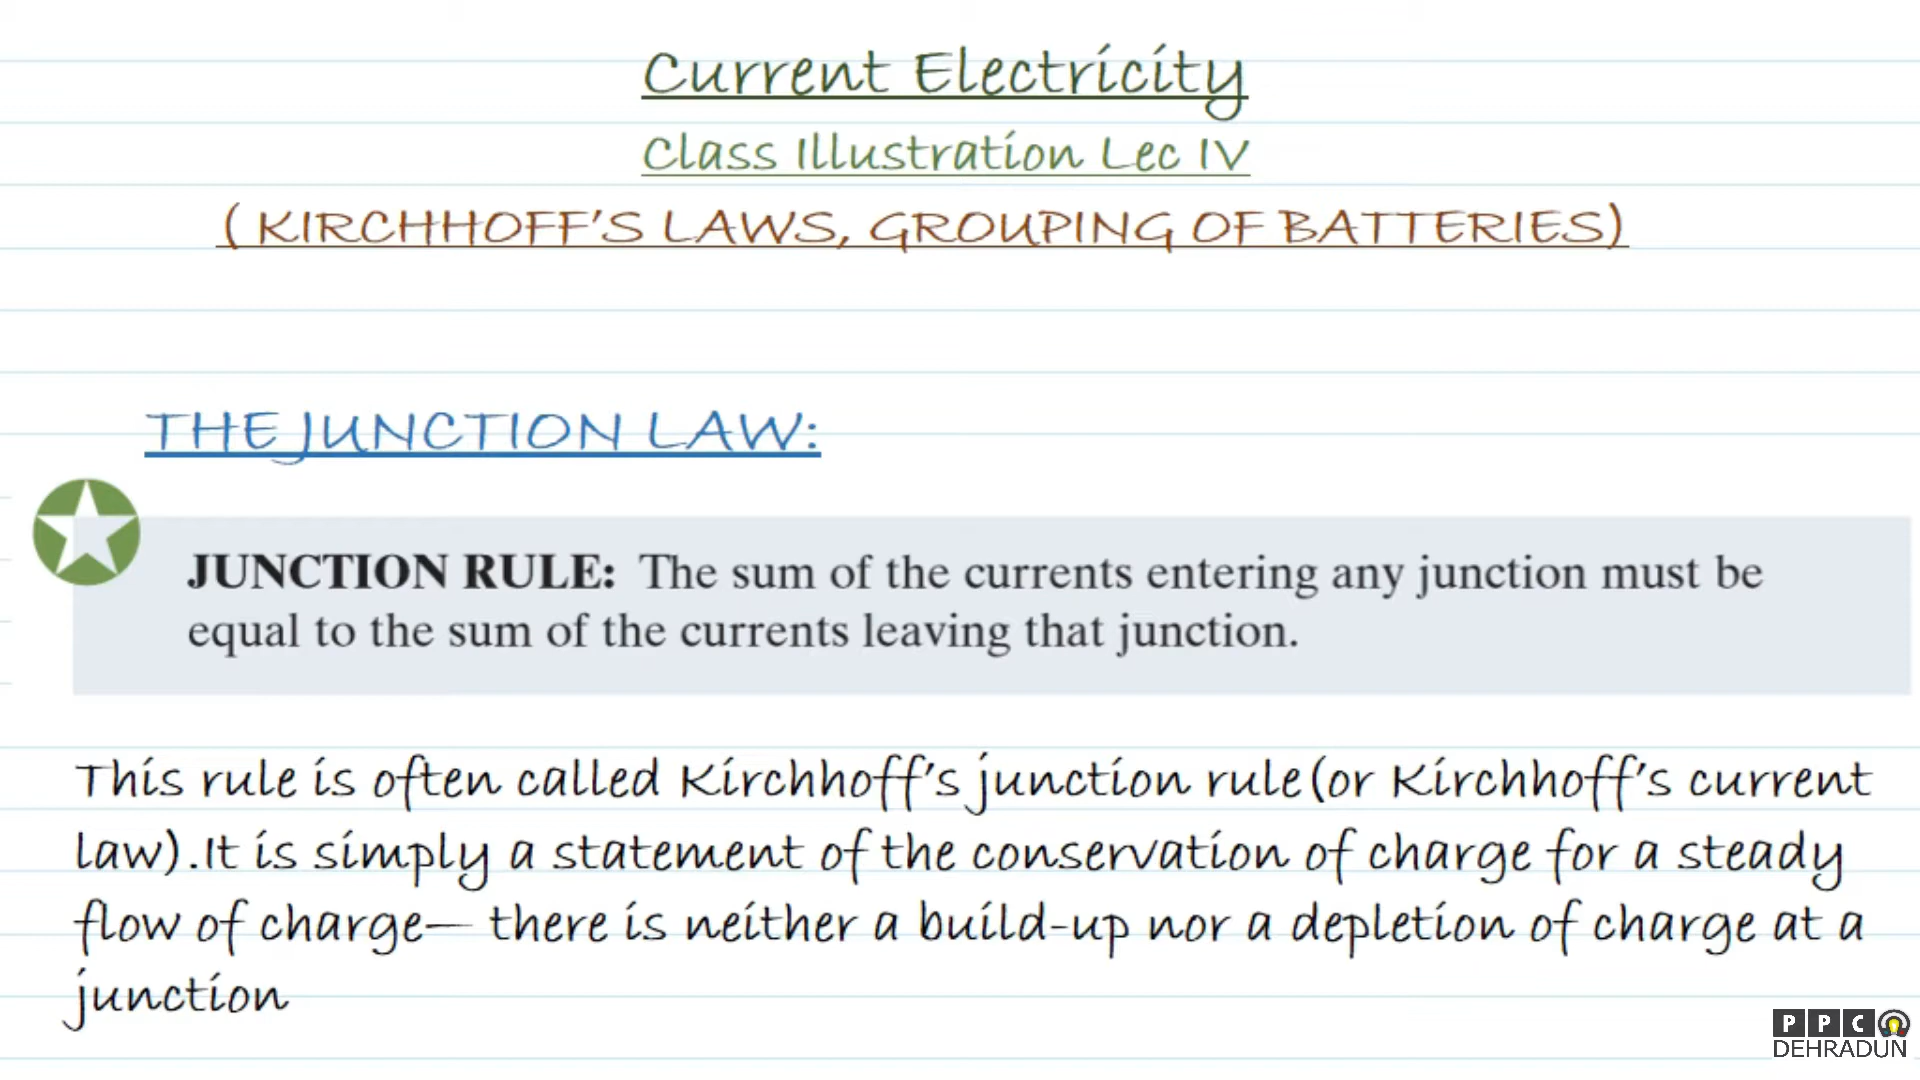 Current Electricity
Class Illustration Lec IV
( KIRCHHOFF'S LAWS, GROUPING OF BATTERIES)
THE JUNCTION LAW:
JUNCTION RULE: The sum of the currents entering any junction must be
equal to the sum of the currents leaving that junction.
This rule is often called Kirchhoff's junction rule(or Kirchhoff's current
law).It is simply a statement of the conservation of charge for a steady
flow of charge— there is neither a build-up nor a depletion of charge at a
junction
PPC
DEHRADUN